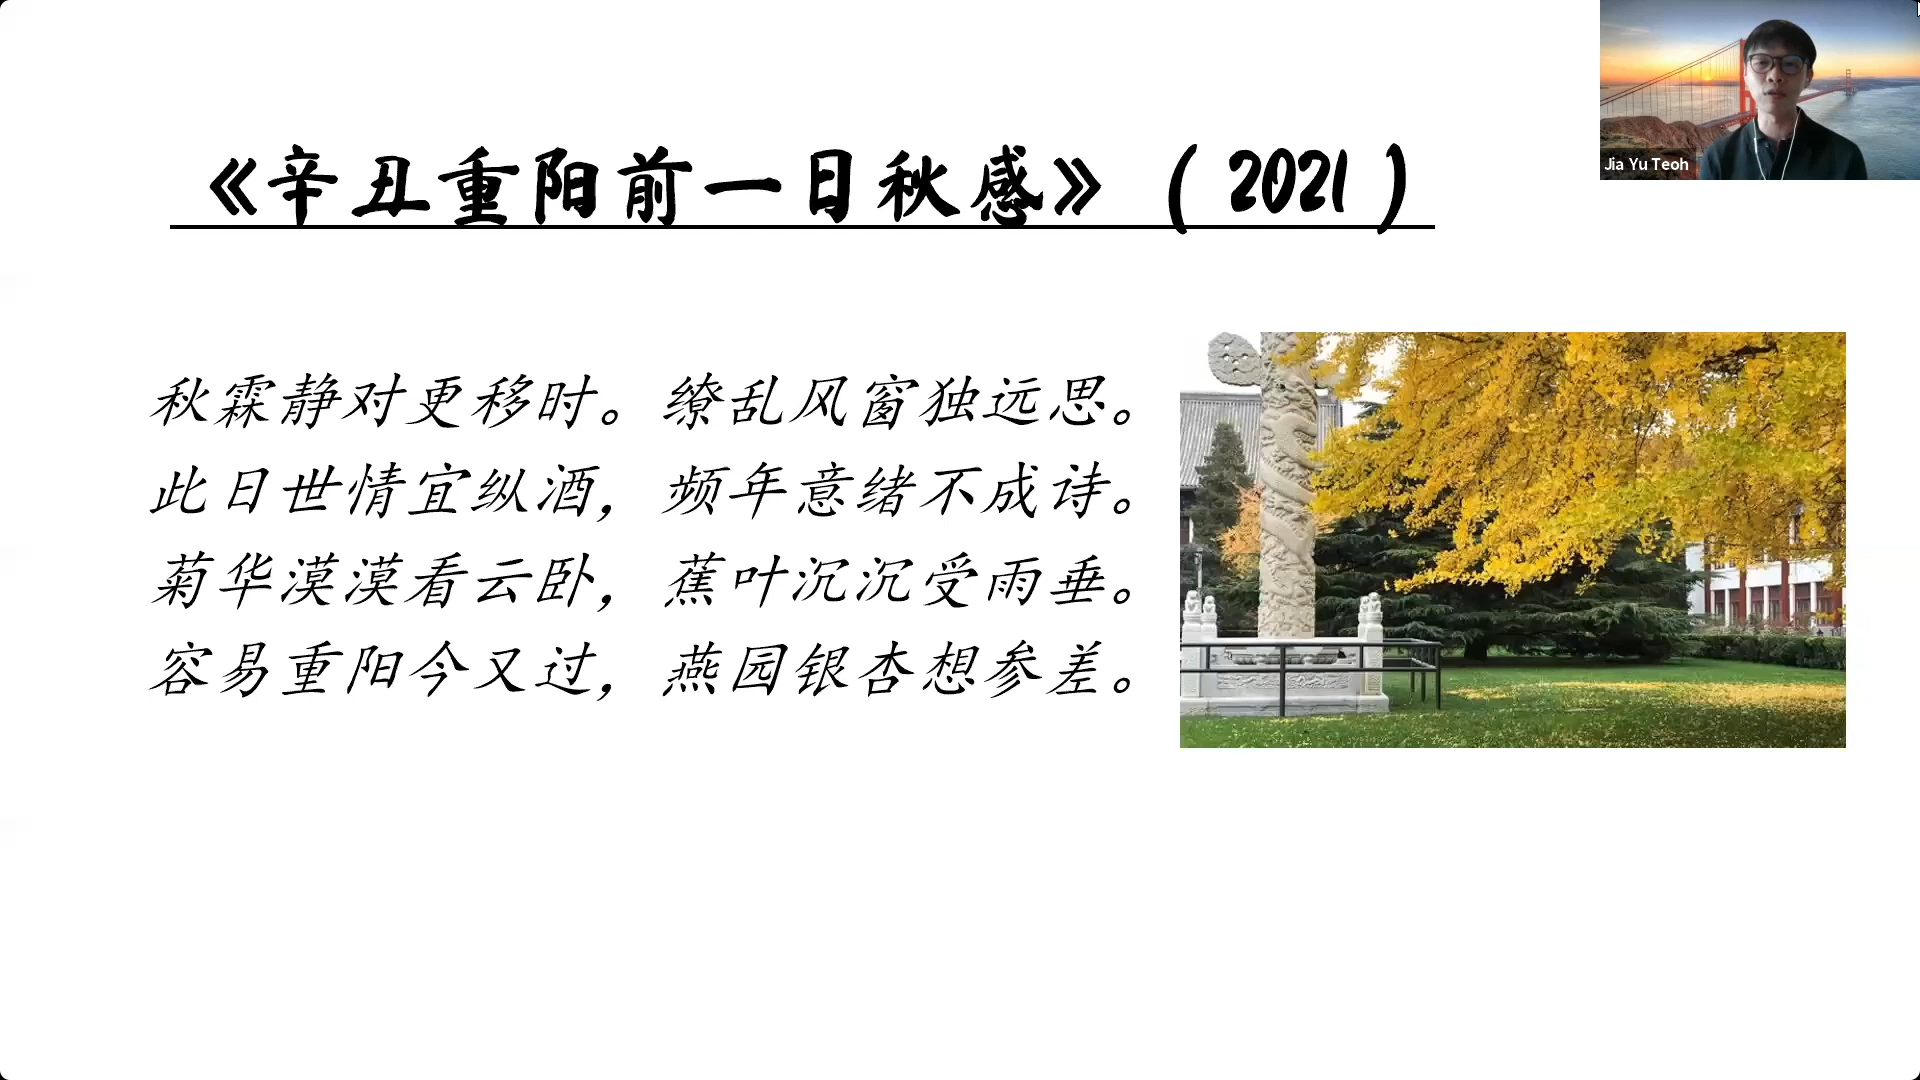 《辛丑重阳前一日秋感》（2021）
Jia Yu Teoh
秋霖静对更移时。缭乱风窗独远思。
此日世情宜纵酒，频年意绪不成诗。
菊华漠漠看云卧，蕉叶沉沉受雨垂。
容易重阳今又过，燕园银杏想参差。